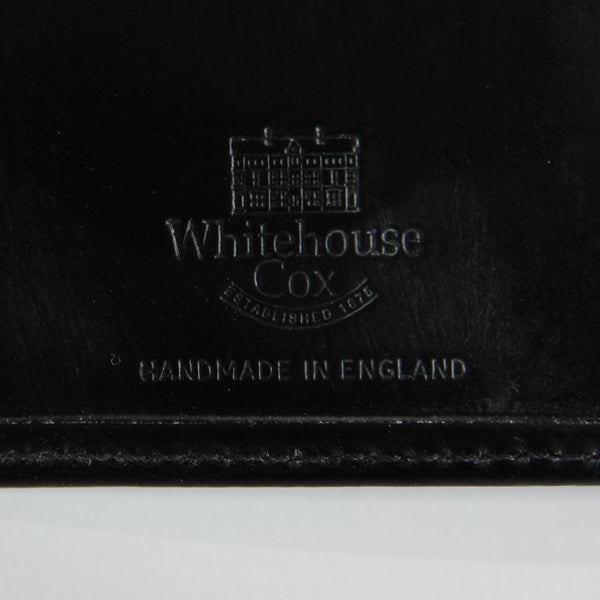 Whitehouse
Cox
ESTABLISHED 1875
HANDMADE IN ENGLAND